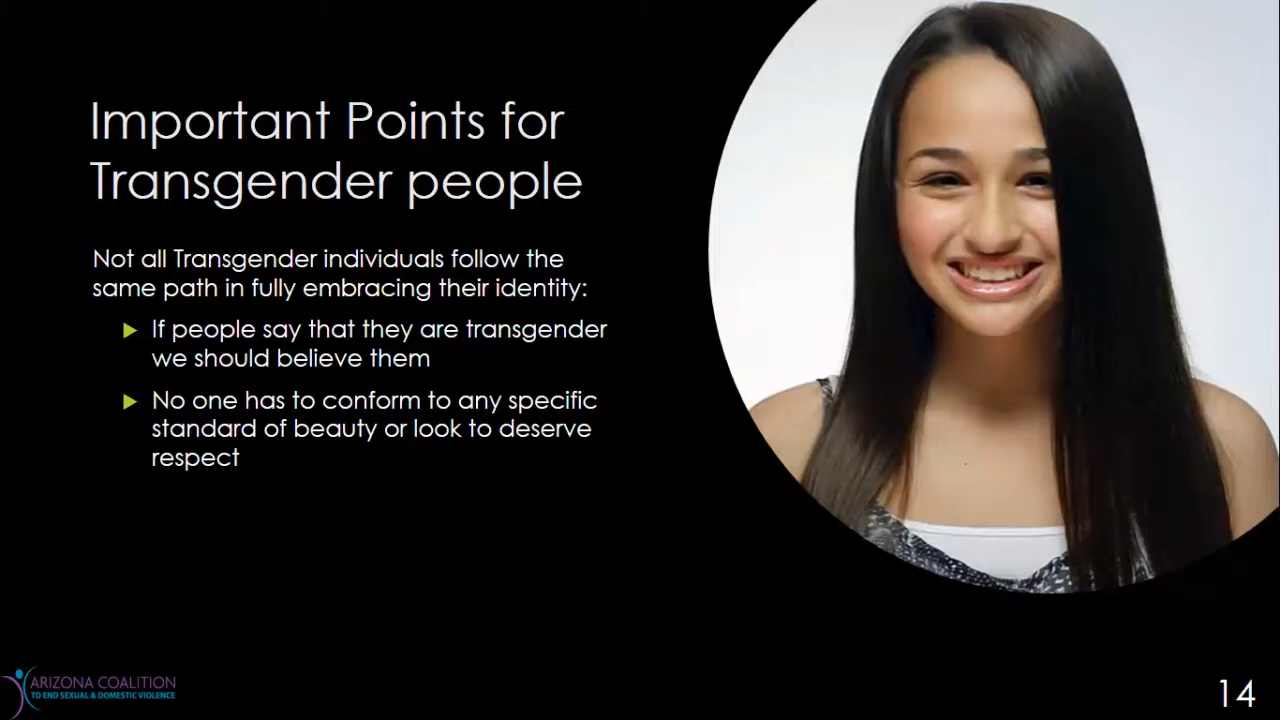 Important Points for
Transgender people
Not all Transgender individuals follow the
same path in fully embracing their identity:
If people say that they are transgender
we should believe them
No one has to conform to any specific
standard of beauty or look to deserve
respect
ARIZONA COALITION
TO END SEXUAL & DOMESTIC VIOLENCE
14